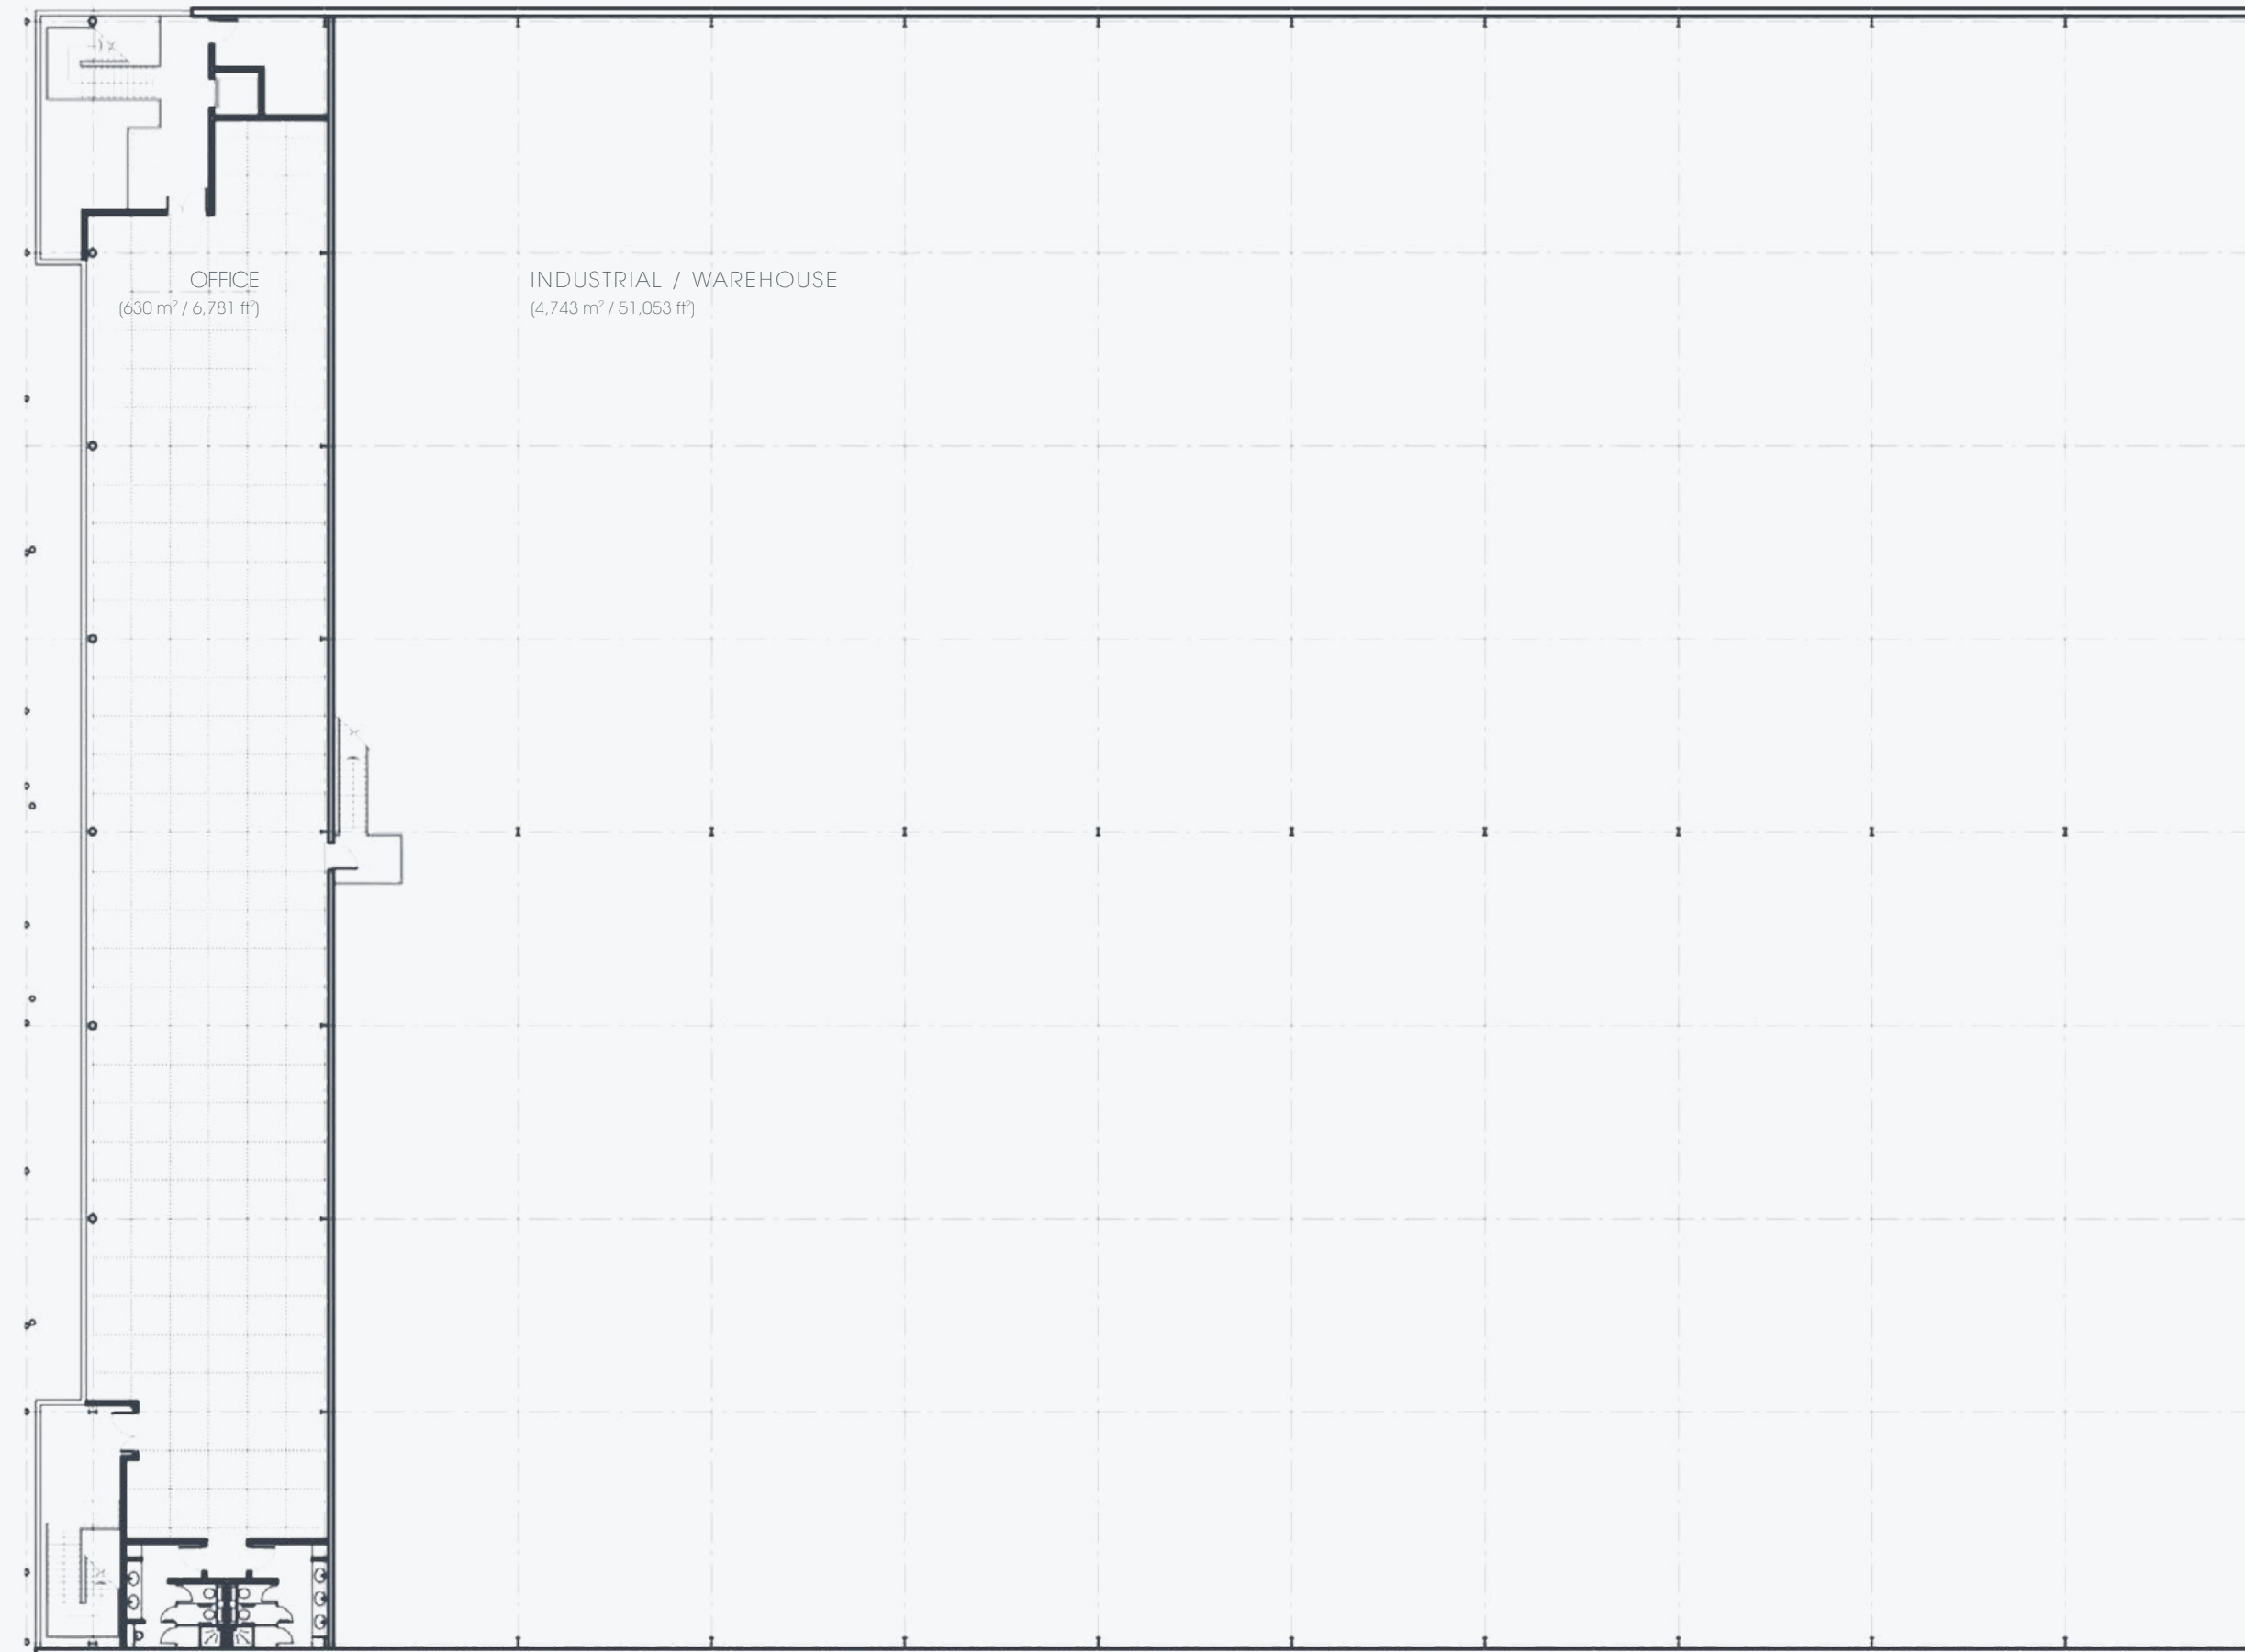 OFFICE
(630 m² / 6,781 ft²)
INDUSTRIAL / WAREHOUSE
(4,743 m² / 51,053 ft²)